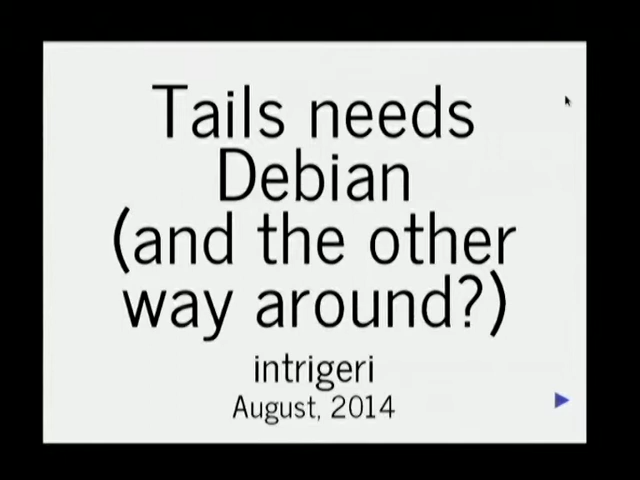 Tails needs
Debian
(and the other
way around?)
intrigeri
August, 2014